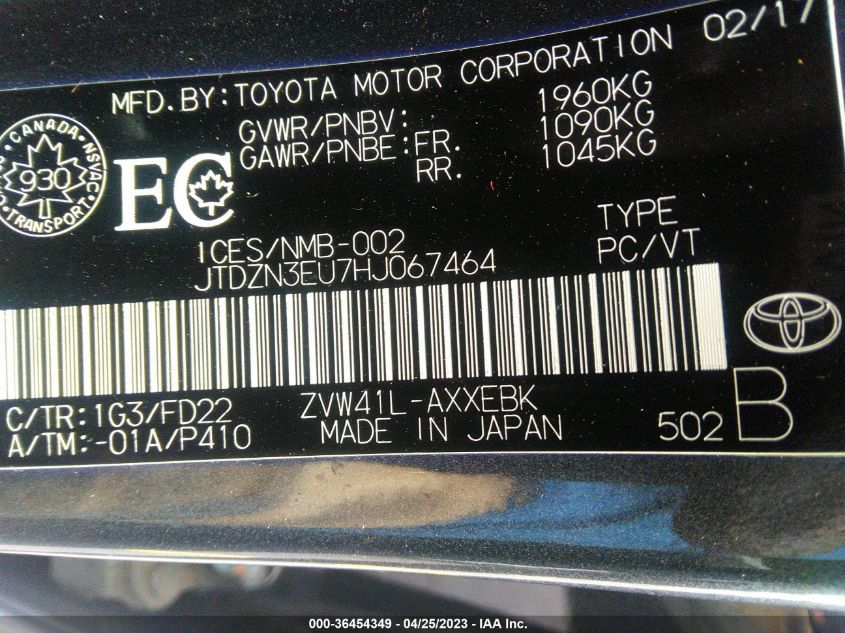 MFD.BY:TOYOTA MOTOR CORPORATION 02/17
GVWR/PNBV: 1960KG
GAWR/PNBE:FR. 1090KG
RR. 1045KG
CANADA
NSVAC
930
TRANSPORT
EC
TYPE
ICES/NMB-002 PC/VT
JTDZN3EU7HJ067464
C/TR:1G3/FD22 ZVW41L-AXXEBK
A/TM:-01A/P410 MADE IN JAPAN 502 B
000-36454349 - 04/25/2023 - IAA Inc.